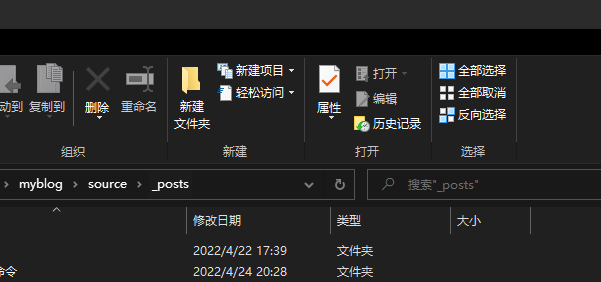 新建项目
打开
全部选择
动到 复制到 删除 重命名 新建 文件夹
轻松访问
属性
编辑
全部取消
历史记录
反向选择
组织 新建 打开 选择
myblog > source > _posts
搜索"_posts"
修改日期 类型 大小
2022/4/22 17:39 文件夹
命令 2022/4/24 20:28 文件夹